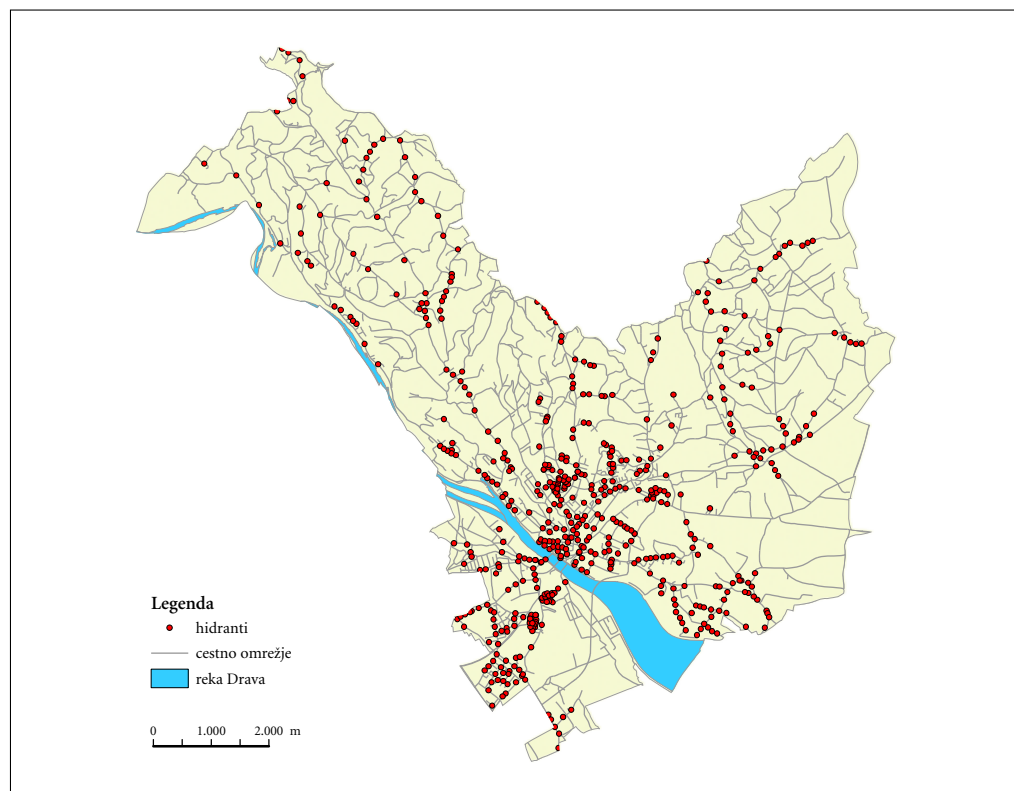 Legenda
hidranti
cestno omrežje
reka Drava
0 1.000 2.000 m